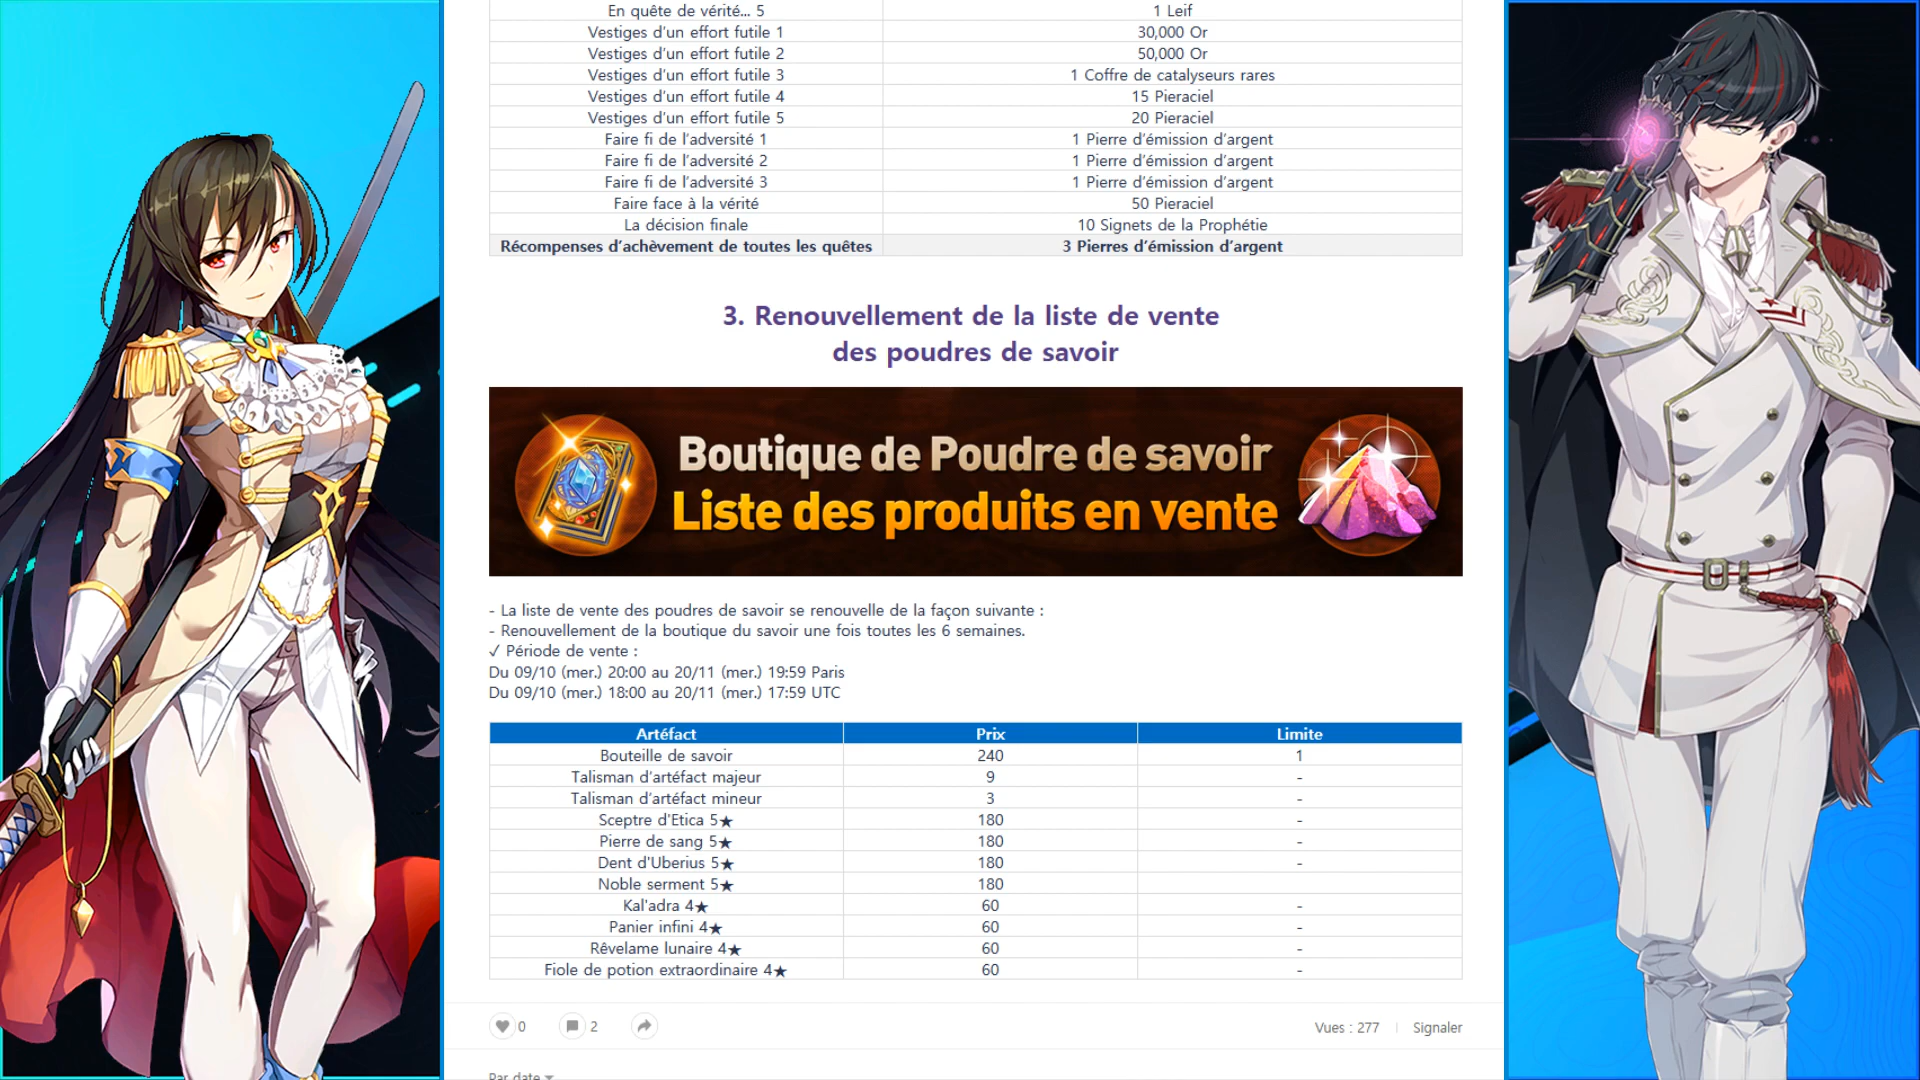 En quête de vérité... 5 1 Leif
Vestiges d’un effort futile 1 30,000 Or
Vestiges d’un effort futile 2 50,000 Or
Vestiges d’un effort futile 3 1 Coffre de catalyseurs rares
Vestiges d’un effort futile 4 15 Pieraciel
Vestiges d’un effort futile 5 20 Pieraciel
Faire fi de l’adversité 1 1 Pierre d’émission d’argent
Faire fi de l’adversité 2 1 Pierre d’émission d’argent
Faire fi de l’adversité 3 1 Pierre d’émission d’argent
Faire face à la vérité 50 Pieraciel
La décision finale 10 Signets de la Prophétie
Récompenses d’achèvement de toutes les quêtes 3 Pierres d’émission d’argent
3. Renouvellement de la liste de vente
des poudres de savoir
Boutique de Poudre de savoir
Liste des produits en vente
- La liste de vente des poudres de savoir se renouvelle de la façon suivante :
- Renouvellement de la boutique du savoir une fois toutes les 6 semaines.
✓ Période de vente :
Du 09/10 (mer.) 20:00 au 20/11 (mer.) 19:59 Paris
Du 09/10 (mer.) 18:00 au 20/11 (mer.) 17:59 UTC
Artéfact Prix Limite
Bouteille de savoir 240 1
Talisman d’artéfact majeur 9 -
Talisman d’artéfact mineur 3 -
Sceptre d'Etica 5★ 180 -
Pierre de sang 5★ 180 -
Dent d'Uberius 5★ 180 -
Noble serment 5★ 180
Kal'adra 4★ 60 -
Panier infini 4★ 60 -
Rêvelame lunaire 4★ 60 -
Fiole de potion extraordinaire 4★ 60 -
0 2 Vues : 277 | Signaler
Par date